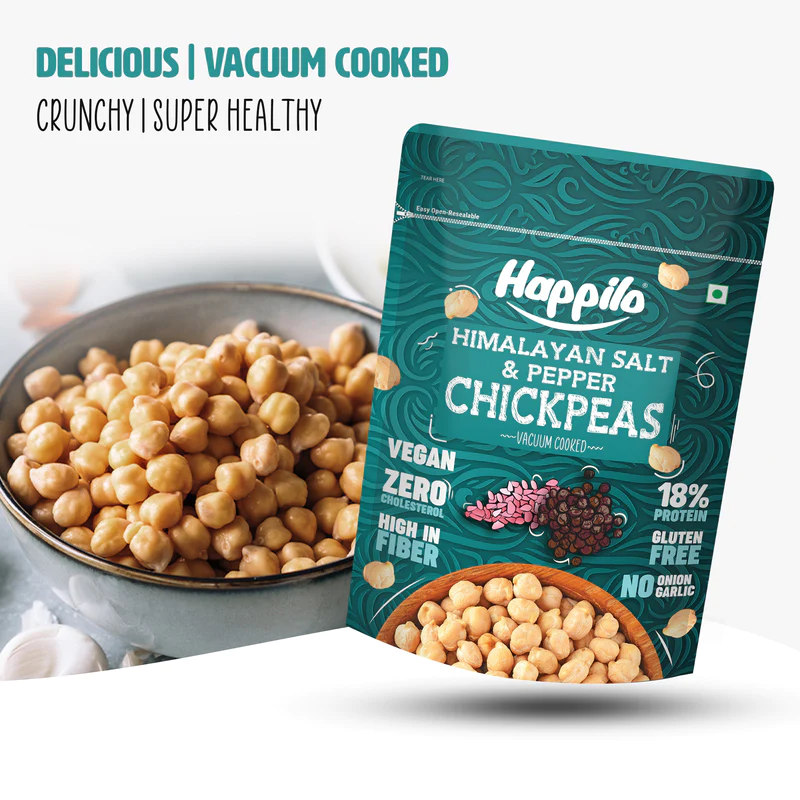 DELICIOUS | VACUUM COOKED
CRUNCHY | SUPER HEALTHY
TEAR HERE
Easy Open-Resealable
Happilo®
HIMALAYAN SALT
& PEPPER
CHICKPEAS
~~VACUUM COOKED~~
VEGAN
ZERO
CHOLESTEROL
HIGH IN
FIBER
18%
PROTEIN
GLUTEN
FREE
NO ONION
GARLIC